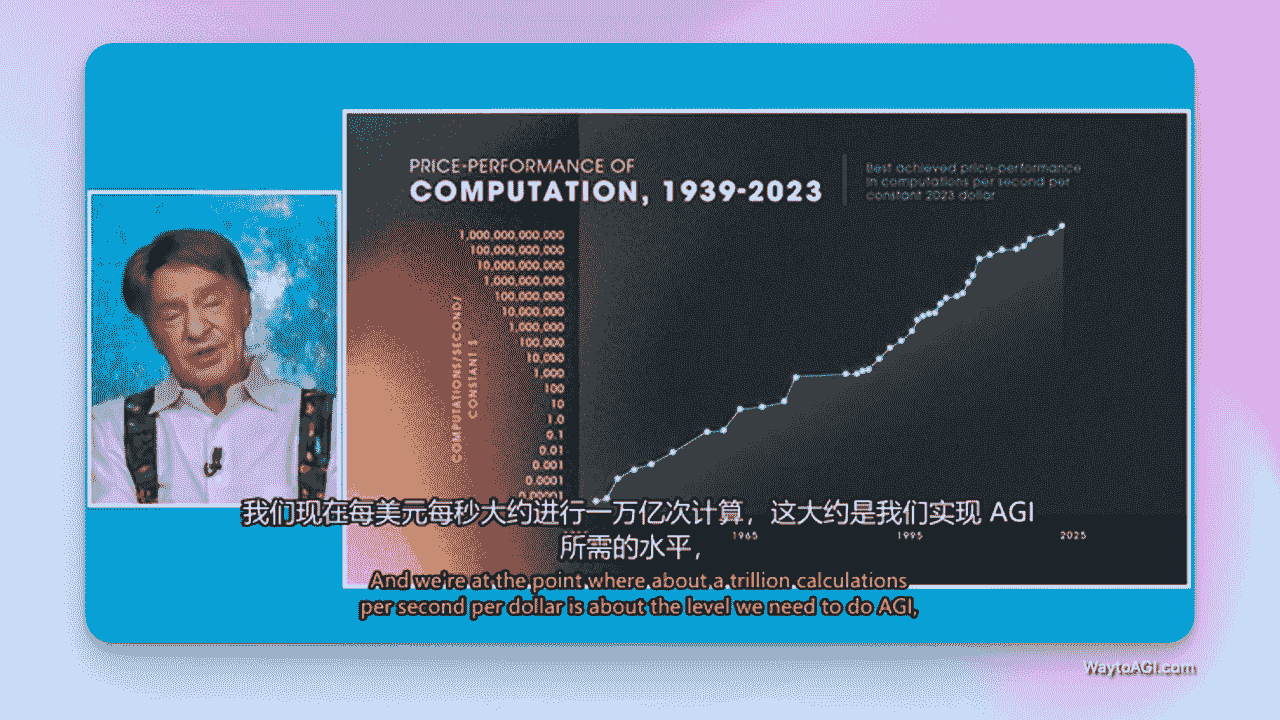 PRICE-PERFORMANCE OF
COMPUTATION, 1939-2023
Best achieved price-performance
in computations per second per
constant 2023 dollar
COMPUTATIONS/SECOND/
CONSTANT $
1,000,000,000,000
100,000,000,000
10,000,000,000
1,000,000,000
100,000,000
10,000,000
1,000,000
100,000
10,000
1,000
100
10
1.0
0.1
0.01
0.001
0.0001
0.00001
1965
1995
2025
我们现在每美元每秒大约进行一万亿次计算，这大约是我们实现 AGI
所需的水平，
And we're at the point where about a trillion calculations
per second per dollar is about the level we need to do AGI,
WaytoAGI.com